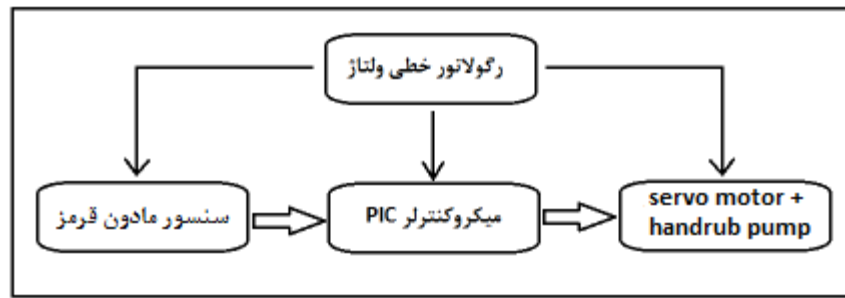 رگولاتور خطی ولتاژ
سنسور مادون قرمز
میکروکنترلر PIC
servo motor +
handrub pump